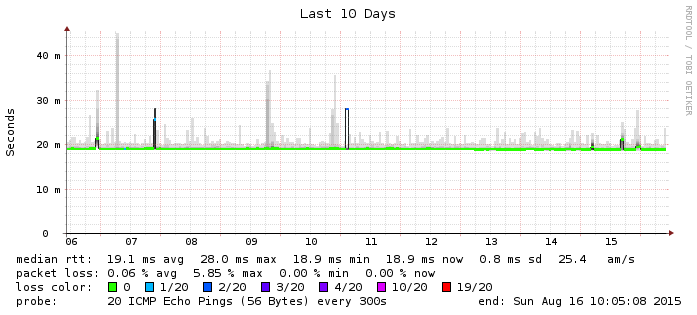 Last 10 Days
RRDTOOL / TOBI OETIKER
Seconds
40 m
30 m
20 m
10 m
0
06 07 08 09 10 11 12 13 14 15
median rtt: 19.1 ms avg 28.0 ms max 18.9 ms min 18.9 ms now 0.8 ms sd 25.4 am/s
packet loss: 0.06 % avg 5.85 % max 0.00 % min 0.00 % now
loss color: 0 1/20 2/20 3/20 4/20 10/20 19/20
probe: 20 ICMP Echo Pings (56 Bytes) every 300s end: Sun Aug 16 10:05:08 2015